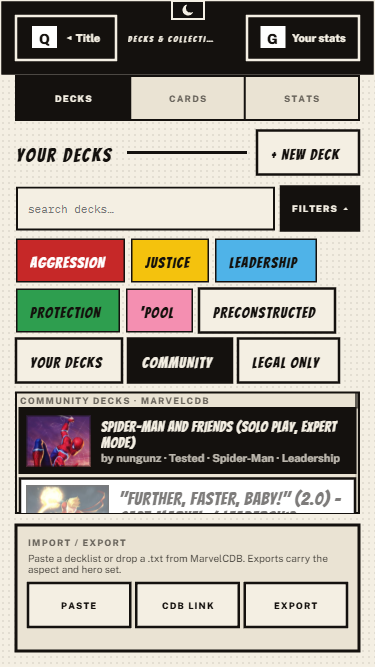 Q ◂ Title
DECKS & COLLECTI…
G Your stats
DECKS
CARDS
STATS
YOUR DECKS
+ NEW DECK
search decks…
FILTERS ▴
AGGRESSION
JUSTICE
LEADERSHIP
PROTECTION
'POOL
PRECONSTRUCTED
YOUR DECKS
COMMUNITY
LEGAL ONLY
COMMUNITY DECKS · MARVELCDB
SPIDER-MAN AND FRIENDS (SOLO PLAY, EXPERT
MODE)
by nungunz · Tested · Spider-Man · Leadership
"FURTHER, FASTER, BABY!" (2.0) -
IMPORT / EXPORT
Paste a decklist or drop a .txt from MarvelCDB. Exports carry the
aspect and hero set.
PASTE
CDB LINK
EXPORT